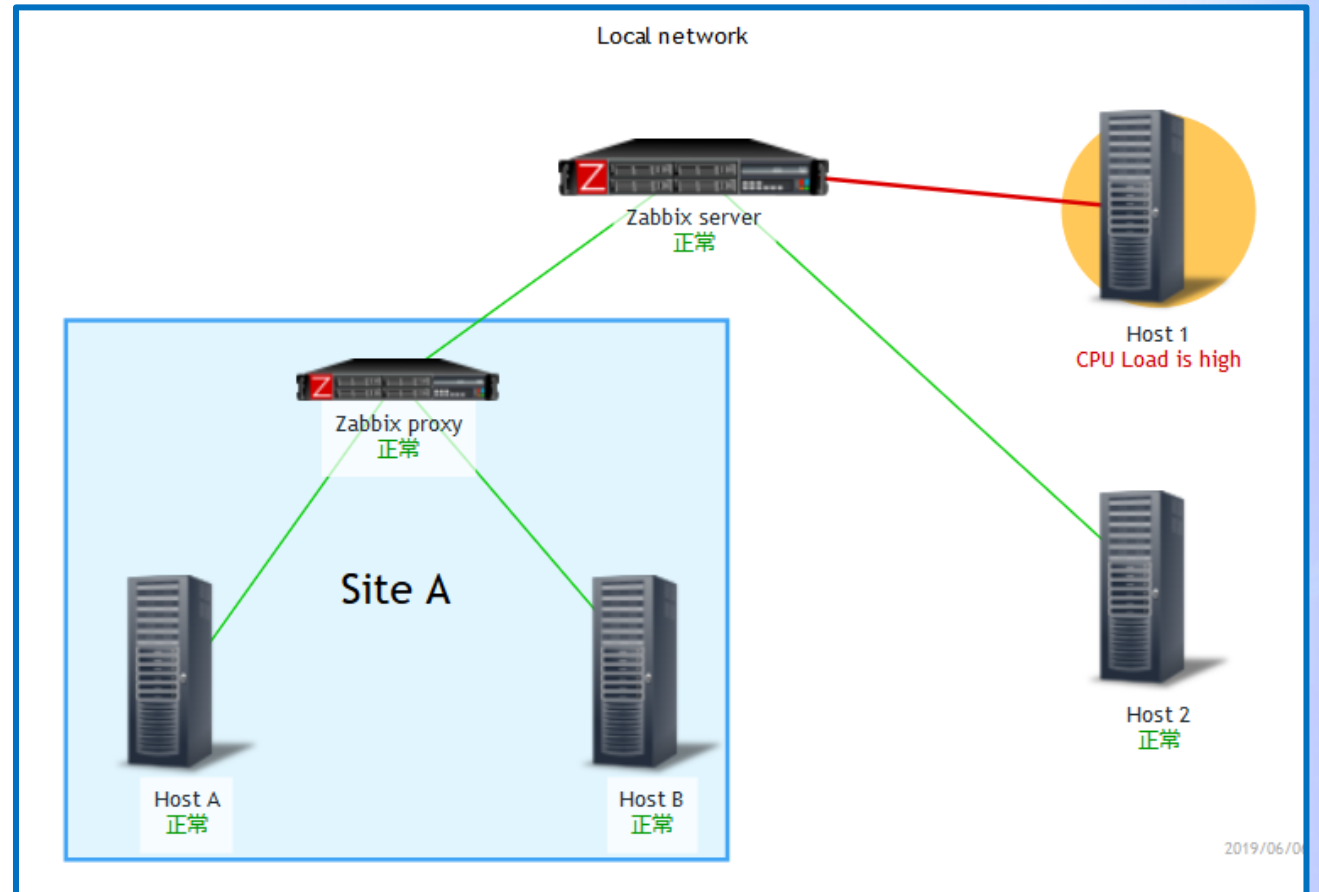 Local network
Zabbix server
正常
Host 1
CPU Load is high
Zabbix proxy
正常
Site A
Host 2
正常
Host A
正常
Host B
正常